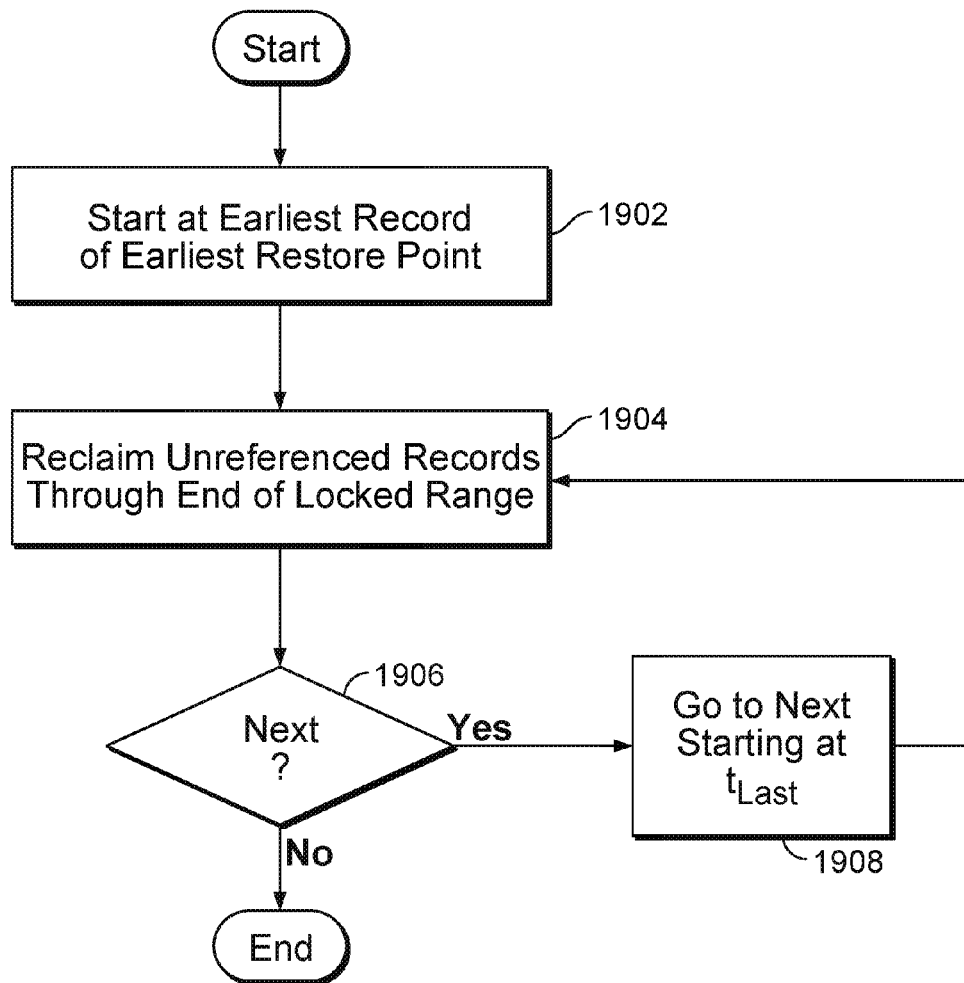 Start
Start at Earliest Record
of Earliest Restore Point
1902
1904
Reclaim Unreferenced Records
Through End of Locked Range
1906
Next
?
Yes
Go to Next
Starting at
tLast
1908
No
End